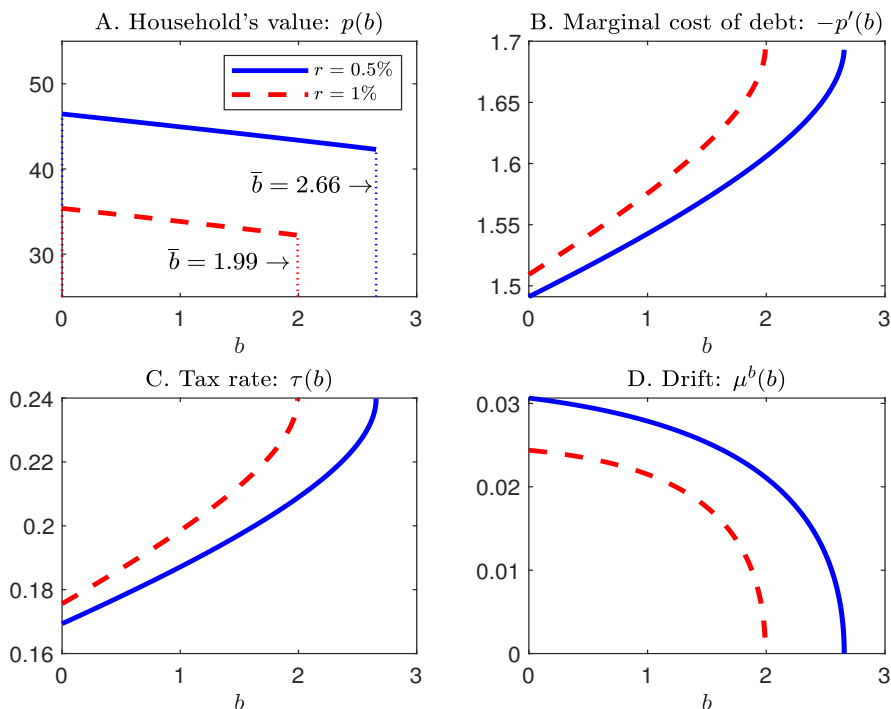 A. Household's value: p(b)
50
40
30
0
1
2
3
b
r = 0.5%
r = 1%
b̅ = 2.66 →
b̅ = 1.99 →
B. Marginal cost of debt: −p′(b)
1.7
1.65
1.6
1.55
1.5
0
1
2
3
b
C. Tax rate: τ(b)
0.24
0.22
0.2
0.18
0.16
0
1
2
3
b
D. Drift: μᵇ(b)
0.03
0.02
0.01
0
0
1
2
3
b